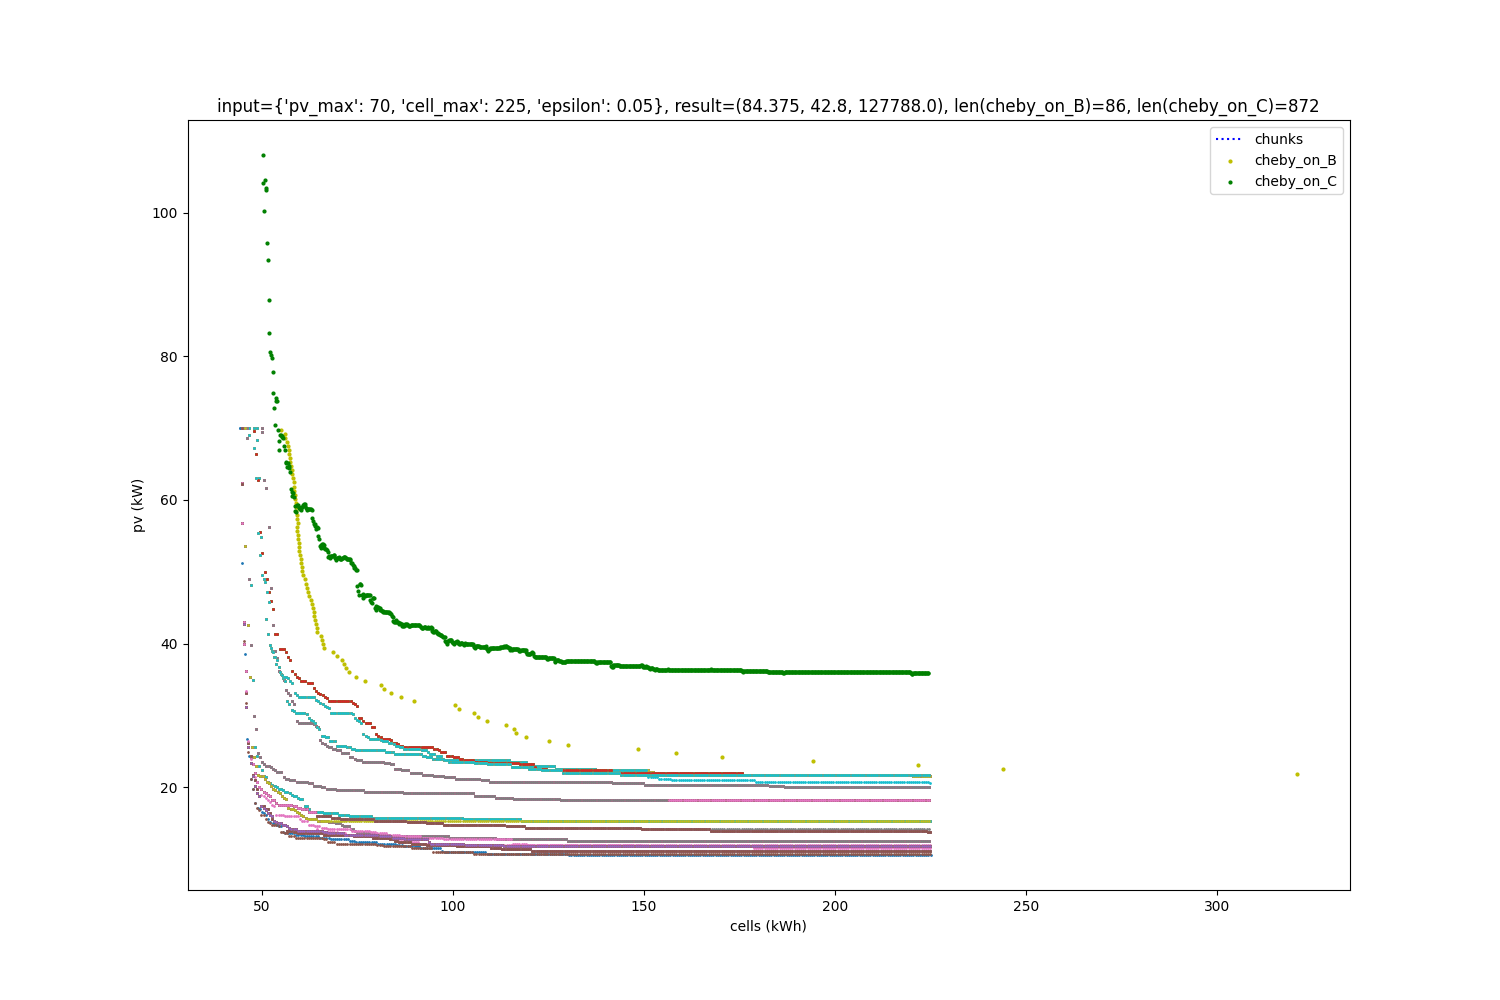 input={'pv_max': 70, 'cell_max': 225, 'epsilon': 0.05}, result=(84.375, 42.8, 127788.0), len(cheby_on_B)=86, len(cheby_on_C)=872
chunks
cheby_on_B
cheby_on_C
100
80
60
40
20
pv (kW)
50
100
150
200
250
300
cells (kWh)